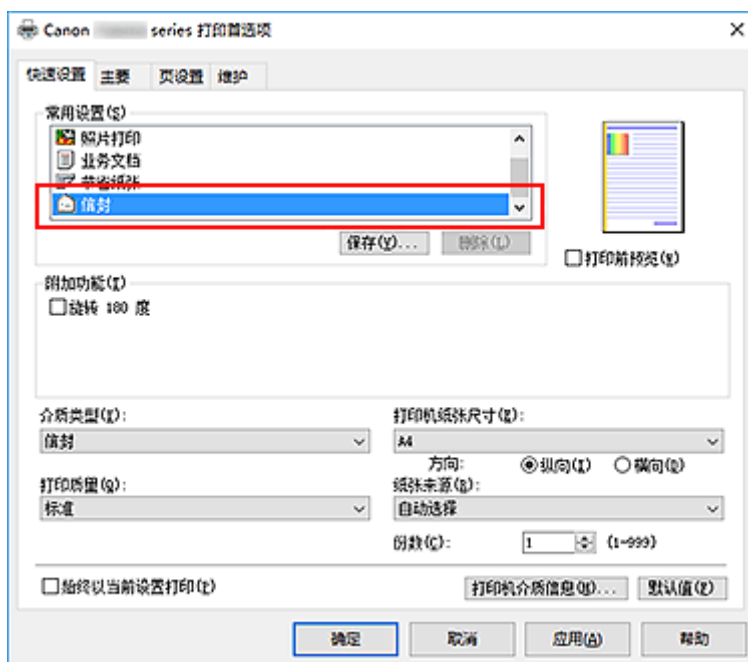 Canon series 打印首选项
快速设置 主要 页设置 维护
常用设置(S)
照片打印
业务文档
节省纸张
信封
保存(V)... 删除(L)
打印前预览(W)
附加功能(I)
旋转 180 度
介质类型(X):
信封
打印机纸张尺寸(E):
A4
方向: 纵向(I) 横向(D)
打印质量(Q):
标准
纸张来源(B):
自动选择
份数(C): 1 (1-999)
始终以当前设置打印(P)
打印机介质信息(M)... 默认值(F)
确定 取消 应用(A) 帮助